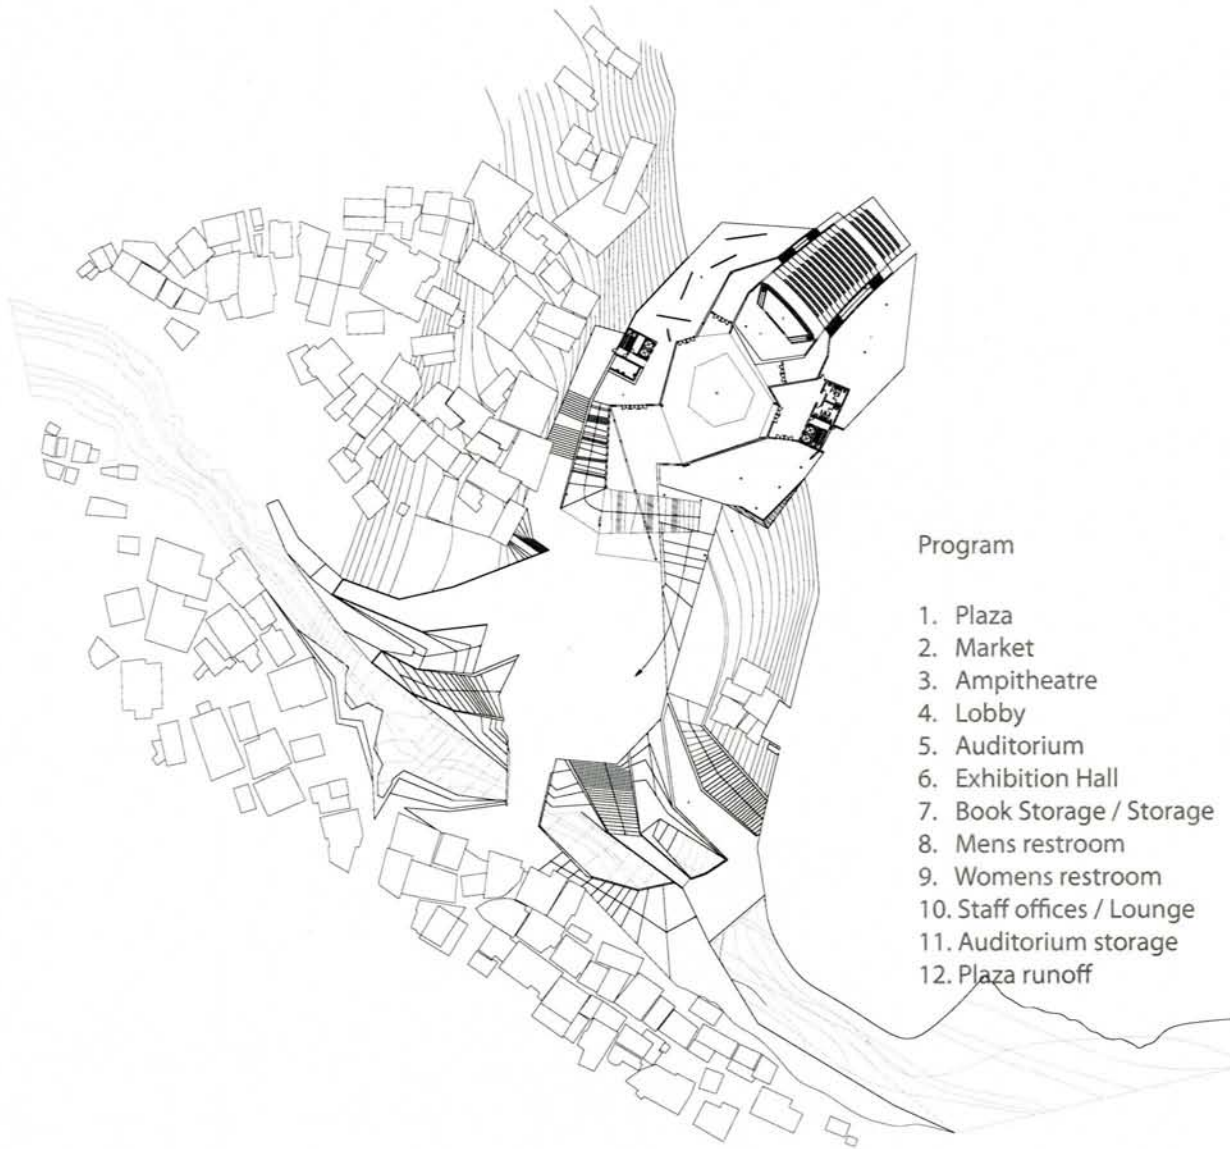 Program
1. Plaza
2. Market
3. Ampitheatre
4. Lobby
5. Auditorium
6. Exhibition Hall
7. Book Storage / Storage
8. Mens restroom
9. Womens restroom
10. Staff offices / Lounge
11. Auditorium storage
12. Plaza runoff